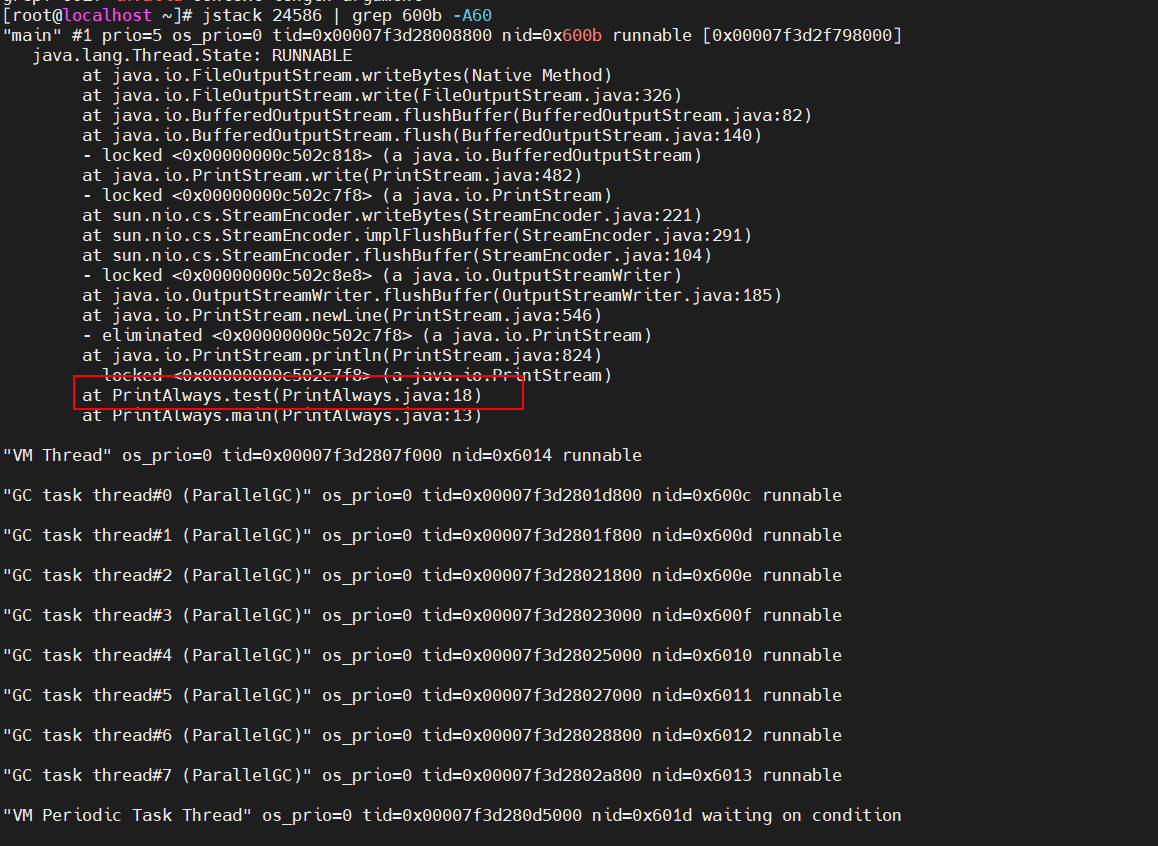 [root@localhost ~]# jstack 24586 | grep 600b -A60
"main" #1 prio=5 os_prio=0 tid=0x00007f3d28008800 nid=0x600b runnable [0x00007f3d2f798000]
   java.lang.Thread.State: RUNNABLE
        at java.io.FileOutputStream.writeBytes(Native Method)
        at java.io.FileOutputStream.write(FileOutputStream.java:326)
        at java.io.BufferedOutputStream.flushBuffer(BufferedOutputStream.java:82)
        at java.io.BufferedOutputStream.flush(BufferedOutputStream.java:140)
        - locked <0x00000000c502c818> (a java.io.BufferedOutputStream)
        at java.io.PrintStream.write(PrintStream.java:482)
        - locked <0x00000000c502c7f8> (a java.io.PrintStream)
        at sun.nio.cs.StreamEncoder.writeBytes(StreamEncoder.java:221)
        at sun.nio.cs.StreamEncoder.implFlushBuffer(StreamEncoder.java:291)
        at sun.nio.cs.StreamEncoder.flushBuffer(StreamEncoder.java:104)
        - locked <0x00000000c502c8e8> (a java.io.OutputStreamWriter)
        at java.io.OutputStreamWriter.flushBuffer(OutputStreamWriter.java:185)
        at java.io.PrintStream.newLine(PrintStream.java:546)
        - eliminated <0x00000000c502c7f8> (a java.io.PrintStream)
        at java.io.PrintStream.println(PrintStream.java:824)
        - locked <0x00000000c502c7f8> (a java.io.PrintStream)
        at PrintAlways.test(PrintAlways.java:18)
        at PrintAlways.main(PrintAlways.java:13)
"VM Thread" os_prio=0 tid=0x00007f3d2807f000 nid=0x6014 runnable
"GC task thread#0 (ParallelGC)" os_prio=0 tid=0x00007f3d2801d800 nid=0x600c runnable
"GC task thread#1 (ParallelGC)" os_prio=0 tid=0x00007f3d2801f800 nid=0x600d runnable
"GC task thread#2 (ParallelGC)" os_prio=0 tid=0x00007f3d28021800 nid=0x600e runnable
"GC task thread#3 (ParallelGC)" os_prio=0 tid=0x00007f3d28023000 nid=0x600f runnable
"GC task thread#4 (ParallelGC)" os_prio=0 tid=0x00007f3d28025000 nid=0x6010 runnable
"GC task thread#5 (ParallelGC)" os_prio=0 tid=0x00007f3d28027000 nid=0x6011 runnable
"GC task thread#6 (ParallelGC)" os_prio=0 tid=0x00007f3d28028800 nid=0x6012 runnable
"GC task thread#7 (ParallelGC)" os_prio=0 tid=0x00007f3d2802a800 nid=0x6013 runnable
"VM Periodic Task Thread" os_prio=0 tid=0x00007f3d280d5000 nid=0x601d waiting on condition